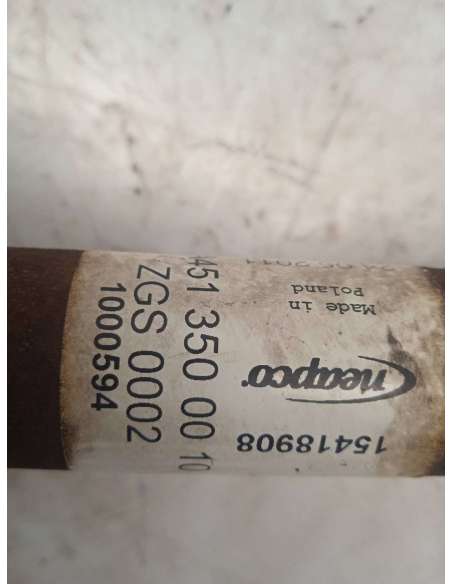 451 350 00 10
ZGS 0002
1000594
15418908
neapco
Made in
Poland